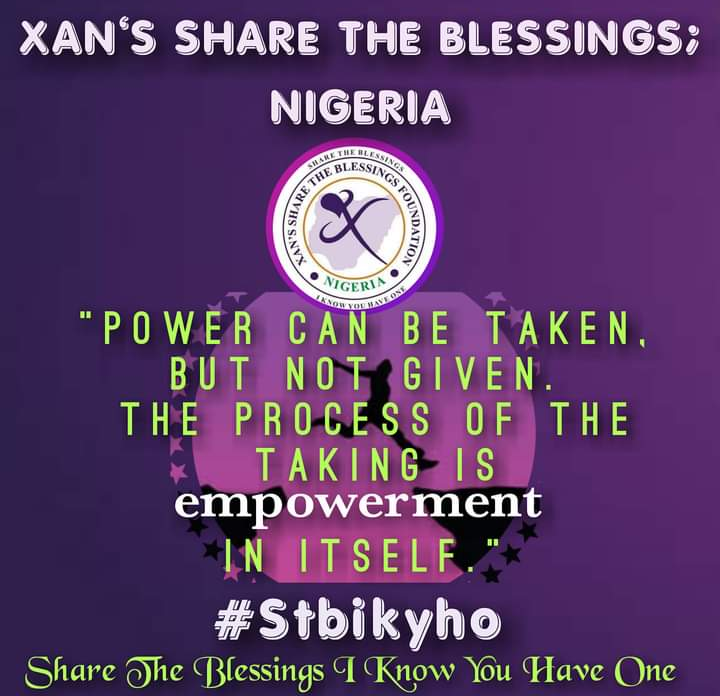 XAN'S SHARE THE BLESSINGS;
NIGERIA
SHARE THE BLESSINGS
XAN'S SHARE THE BLESSINGS FOUNDATION
NIGERIA
I KNOW YOU HAVE ONE
"POWER CAN BE TAKEN,
BUT NOT GIVEN.
THE PROCESS OF THE
TAKING IS
empowerment
IN ITSELF."
#Stbikyho
Share The Blessings I Know You Have One